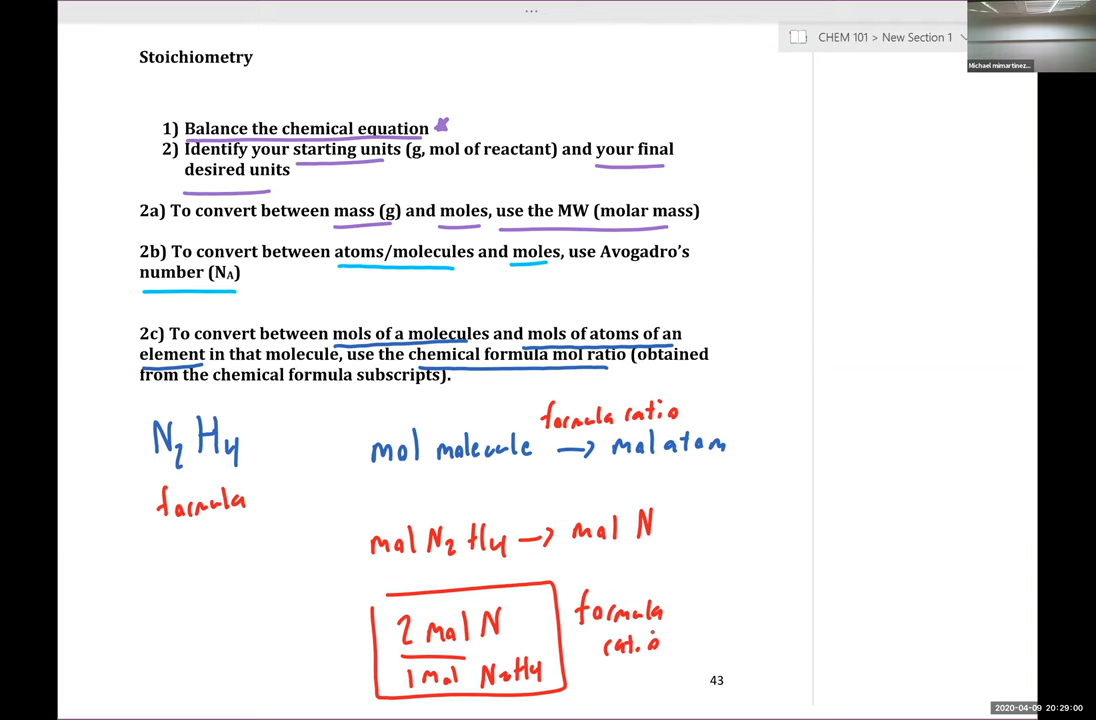 ...
CHEM 101 > New Section 1
Michael mimartinez...
Stoichiometry
1) Balance the chemical equation
2) Identify your starting units (g, mol of reactant) and your final
desired units
2a) To convert between mass (g) and moles, use the MW (molar mass)
2b) To convert between atoms/molecules and moles, use Avogadro's
number (NA)
2c) To convert between mols of a molecules and mols of atoms of an
element in that molecule, use the chemical formula mol ratio (obtained
from the chemical formula subscripts).
N2 H4
formula
formula ratio
mol molecule → mol atom
mol N2 H4 → mol N
2 mol N
1 mol N2H4
formula
ratio
43
2020-04-09 20:29:00